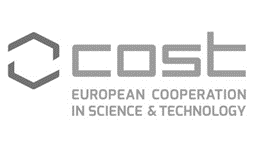 cost
EUROPEAN COOPERATION
IN SCIENCE & TECHNOLOGY